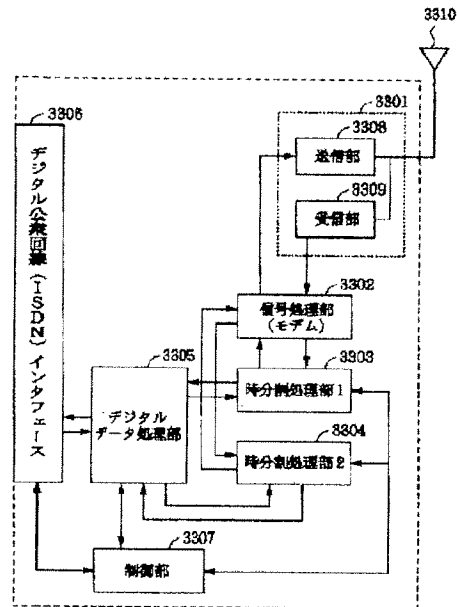 3310
3306
3301
3308
送信部
3309
受信部
デジタル公衆回線(ISDN)インタフェース
3302
信号処理部
(モデム)
3305
3303
デジタル
データ処理部
時分割処理部1
3304
時分割処理部2
3307
制御部